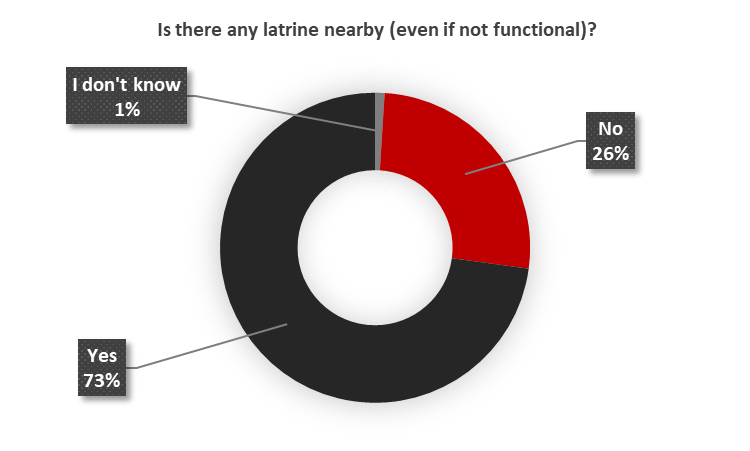 Is there any latrine nearby (even if not functional)?
I don't know
1%
No
26%
Yes
73%